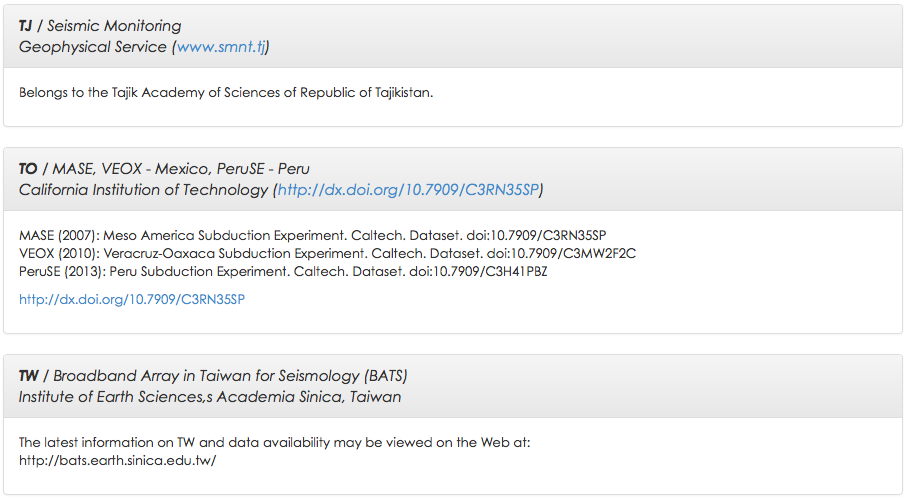 TJ / Seismic Monitoring
Geophysical Service (www.smnt.tj)
Belongs to the Tajik Academy of Sciences of Republic of Tajikistan.
TO / MASE, VEOX - Mexico, PeruSE - Peru
California Institution of Technology (http://dx.doi.org/10.7909/C3RN35SP)
MASE (2007): Meso America Subduction Experiment. Caltech. Dataset. doi:10.7909/C3RN35SP
VEOX (2010): Veracruz-Oaxaca Subduction Experiment. Caltech. Dataset. doi:10.7909/C3MW2F2C
PeruSE (2013): Peru Subduction Experiment. Caltech. Dataset. doi:10.7909/C3H41PBZ
http://dx.doi.org/10.7909/C3RN35SP
TW / Broadband Array in Taiwan for Seismology (BATS)
Institute of Earth Sciences,s Academia Sinica, Taiwan
The latest information on TW and data availability may be viewed on the Web at:
http://bats.earth.sinica.edu.tw/